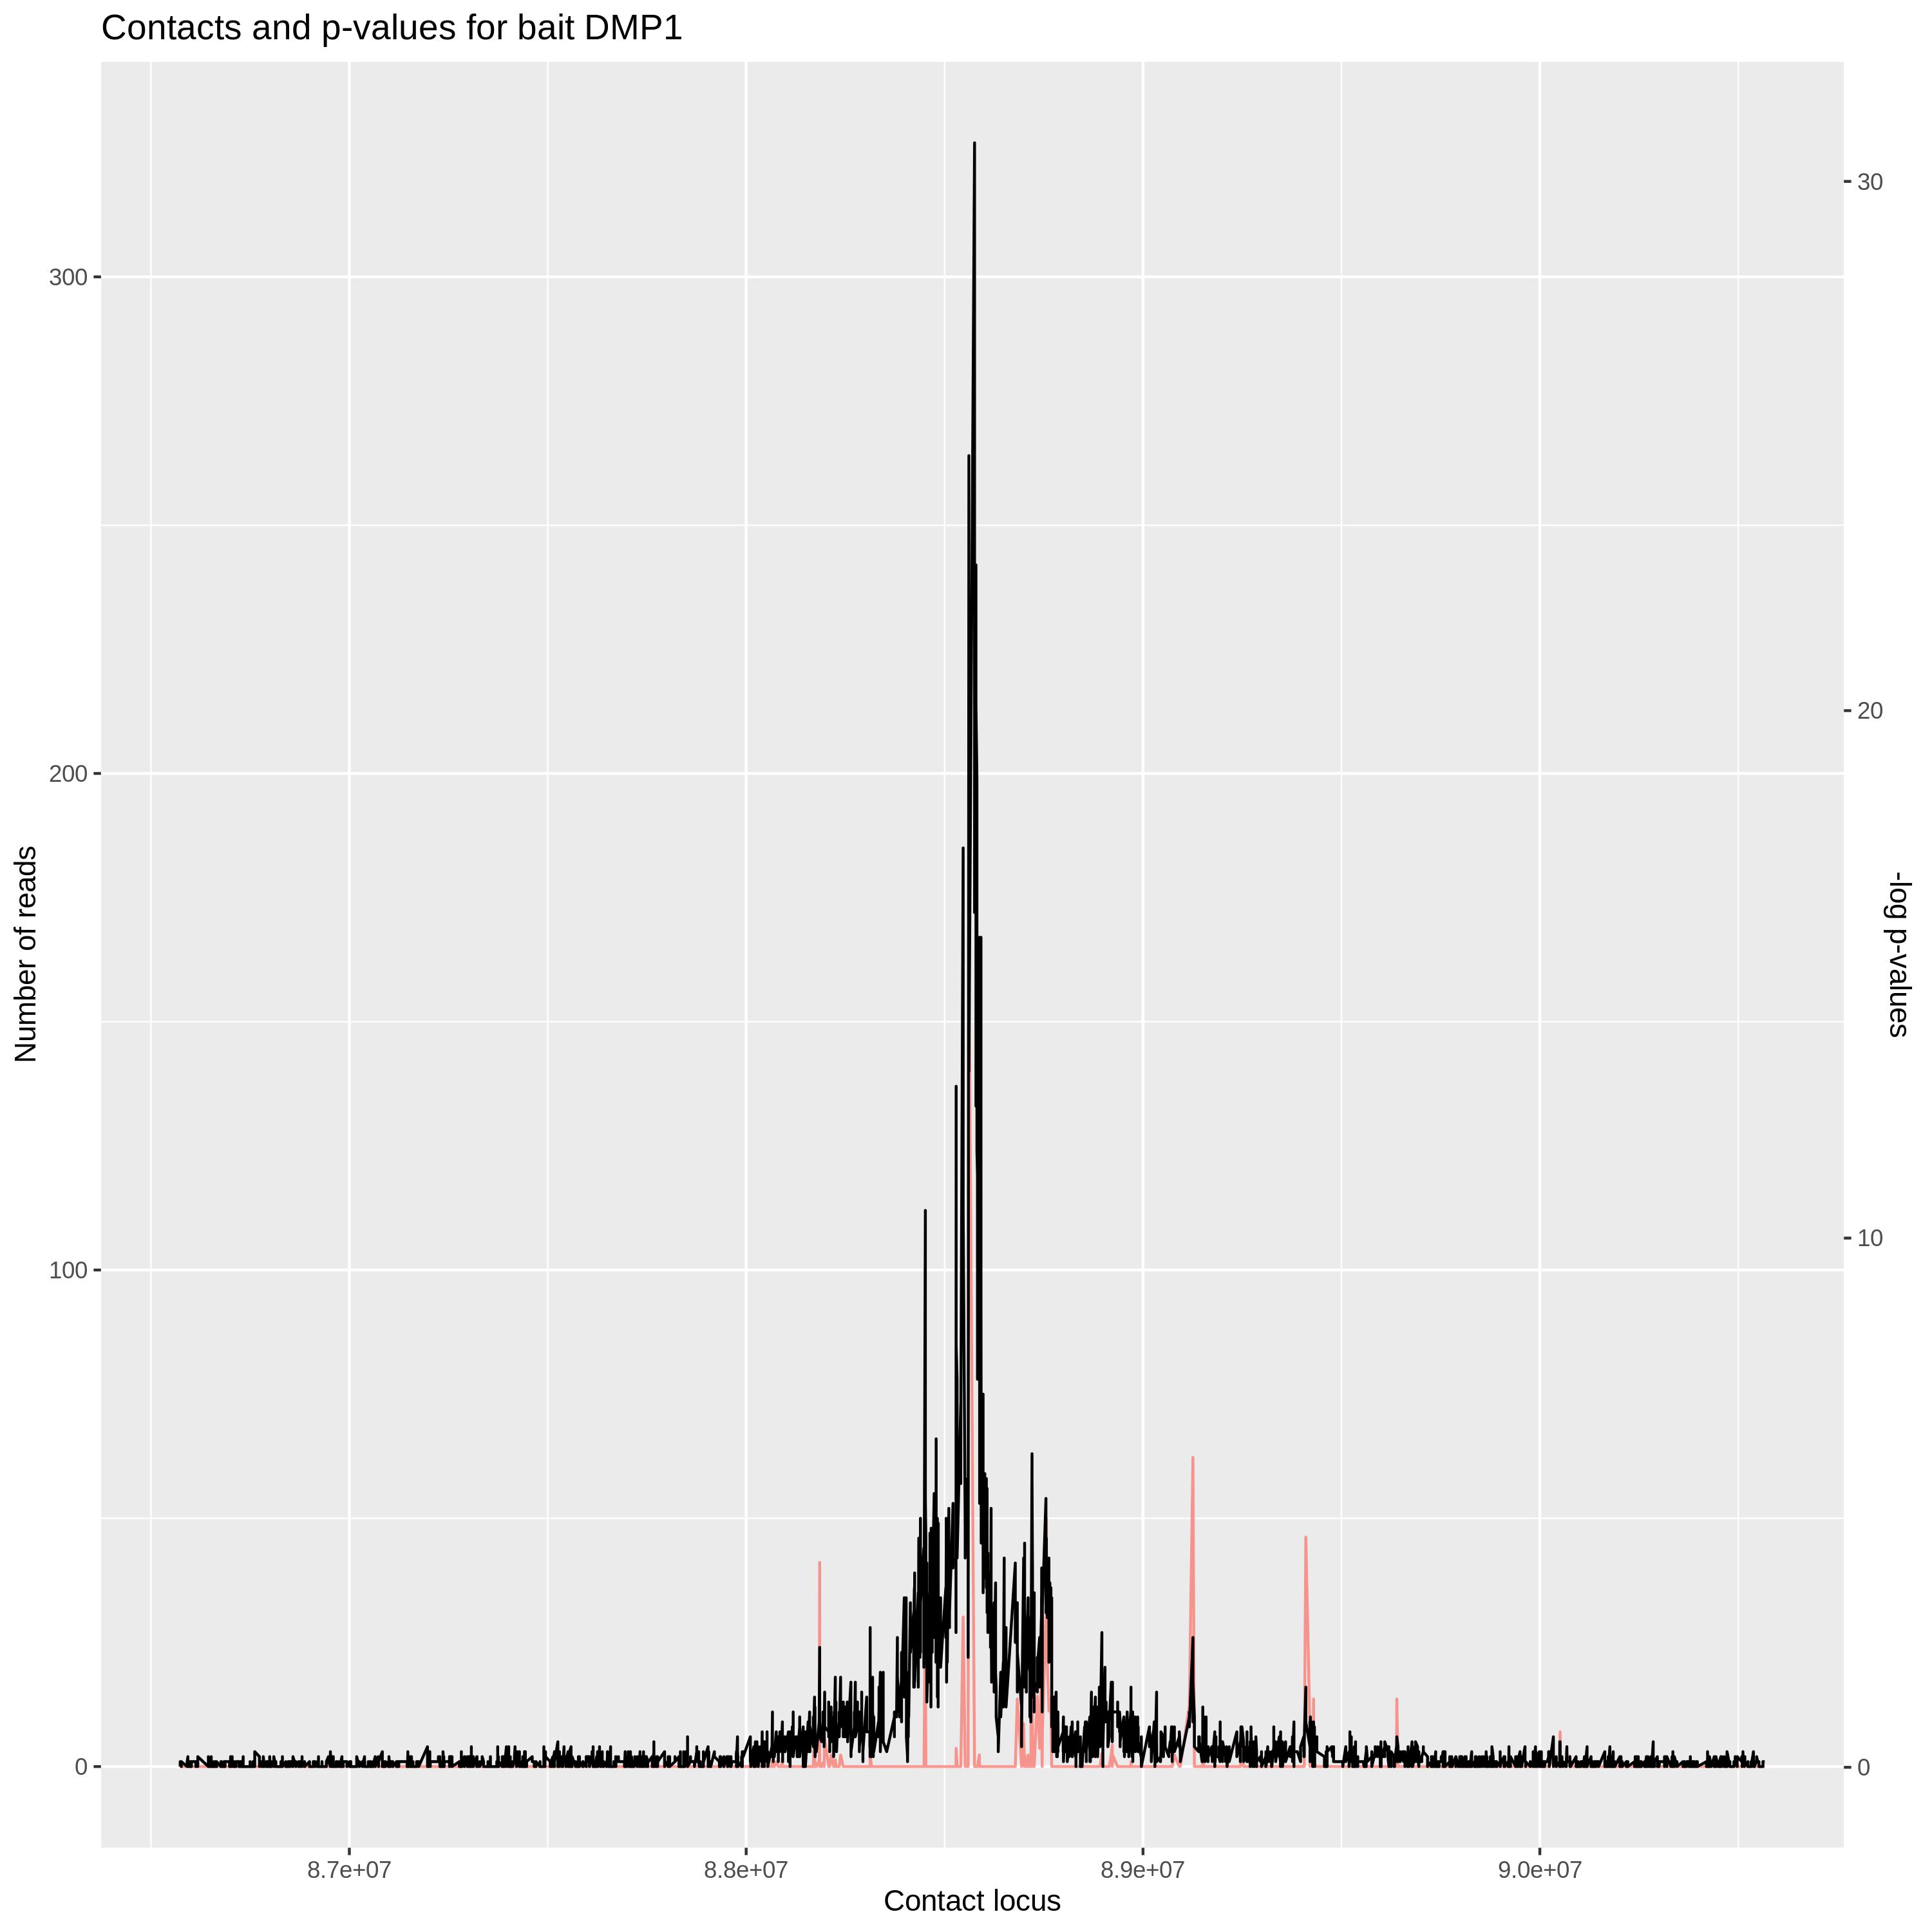 Contacts and p-values for bait DMP1
300
200
100
0
Number of reads
30
20
10
0
-log p-values
8.7e+07
8.8e+07
8.9e+07
9.0e+07
Contact locus